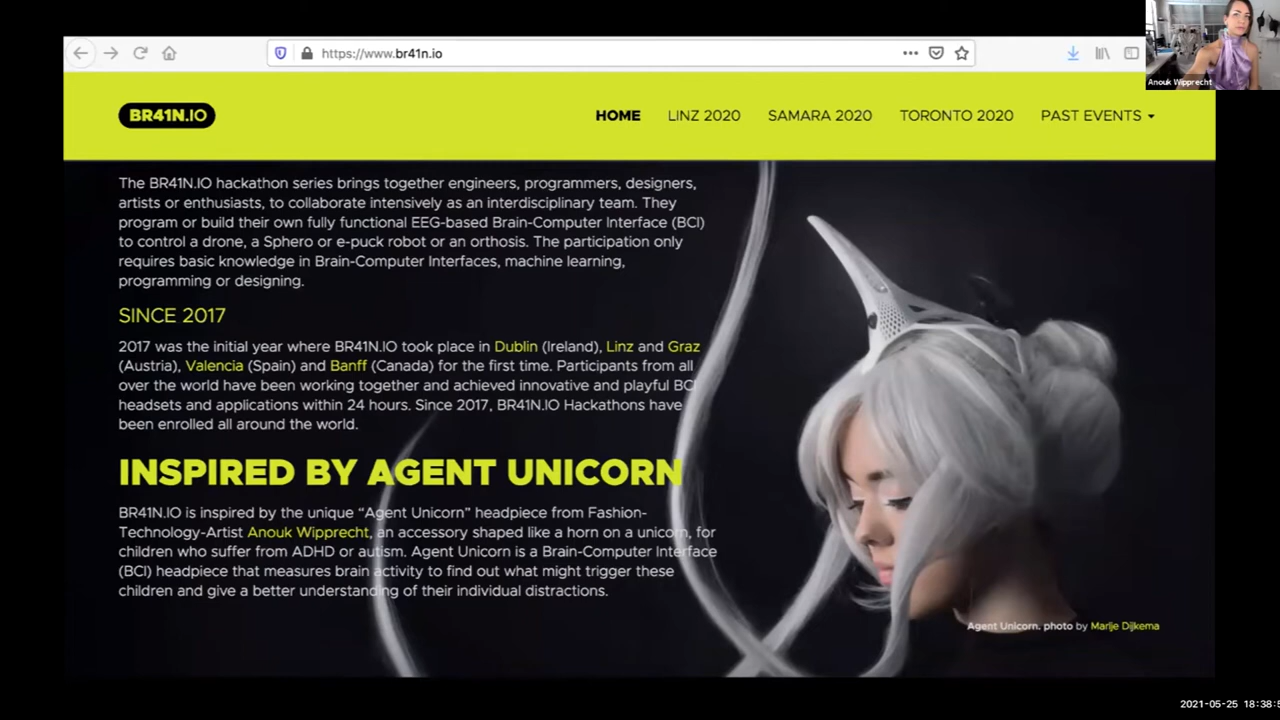 https://www.br41n.io
Anouk Wipprecht
BR41N.IO
HOME
LINZ 2020
SAMARA 2020
TORONTO 2020
PAST EVENTS
The BR41N.IO hackathon series brings together engineers, programmers, designers,
artists or enthusiasts, to collaborate intensively as an interdisciplinary team. They
program or build their own fully functional EEG-based Brain-Computer Interface (BCI)
to control a drone, a Sphero or e-puck robot or an orthosis. The participation only
requires basic knowledge in Brain-Computer Interfaces, machine learning,
programming or designing.
SINCE 2017
2017 was the initial year where BR41N.IO took place in Dublin (Ireland), Linz and Graz
(Austria), Valencia (Spain) and Banff (Canada) for the first time. Participants from all
over the world have been working together and achieved innovative and playful BCI
headsets and applications within 24 hours. Since 2017, BR41N.IO Hackathons have
been enrolled all around the world.
INSPIRED BY AGENT UNICORN
BR41N.IO is inspired by the unique “Agent Unicorn” headpiece from Fashion-
Technology-Artist Anouk Wipprecht, an accessory shaped like a horn on a unicorn, for
children who suffer from ADHD or autism. Agent Unicorn is a Brain-Computer Interface
(BCI) headpiece that measures brain activity to find out what might trigger these
children and give a better understanding of their individual distractions.
Agent Unicorn. photo by Marije Dijkema
2021-05-25 18:38:5